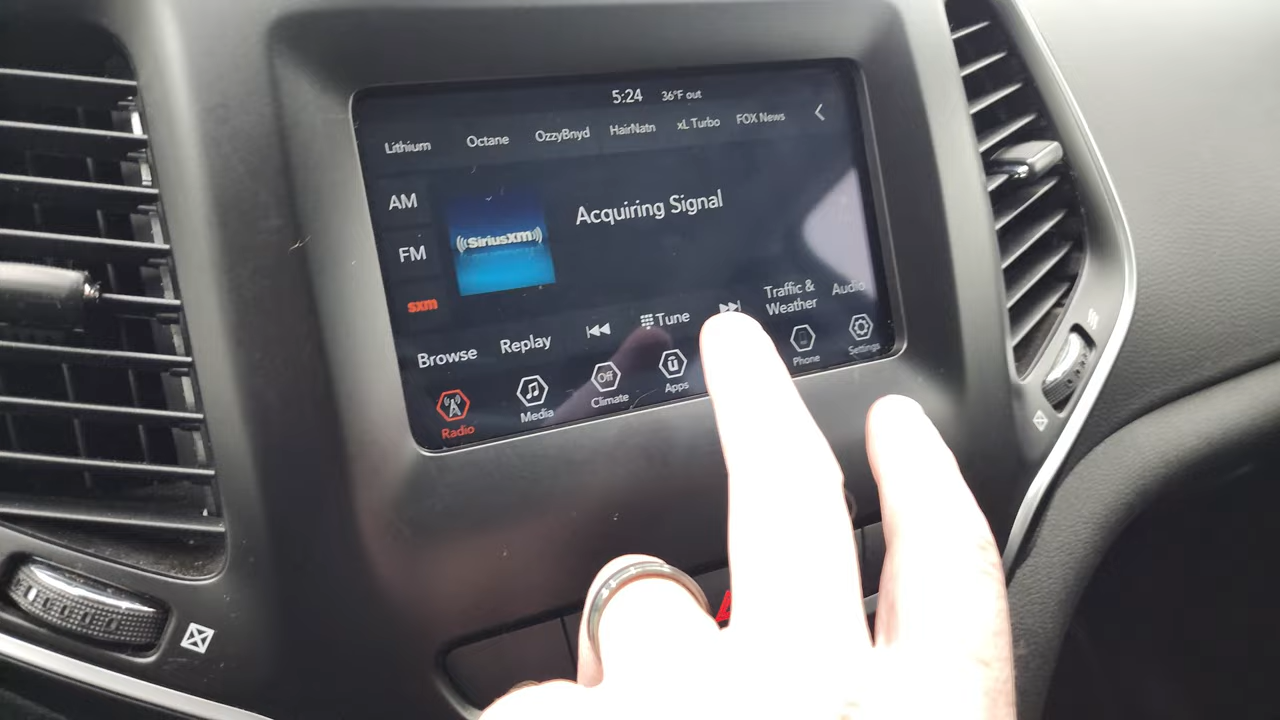 5:24 36°F out
Lithium Octane OzzyBnyd HairNatn xL Turbo FOX News
AM
FM
sxm
((SiriusXM))
Acquiring Signal
Browse Replay Tune Traffic & Weather Audio
Radio Media Off Climate Apps Phone Settings